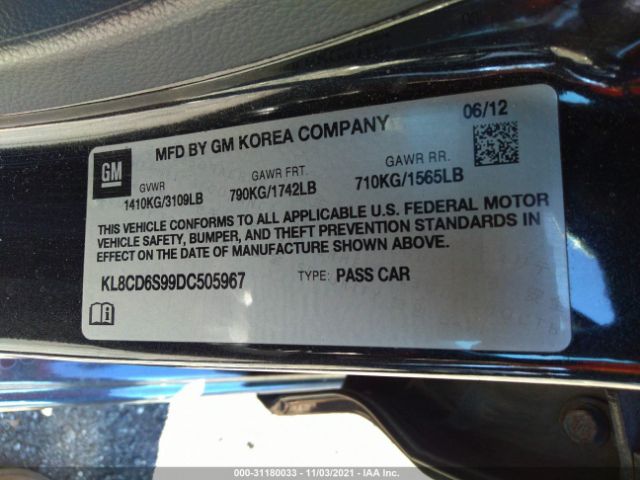 MFD BY GM KOREA COMPANY
06/12
GM
GVWR
1410KG/3109LB
GAWR FRT.
790KG/1742LB
GAWR RR.
710KG/1565LB
THIS VEHICLE CONFORMS TO ALL APPLICABLE U.S. FEDERAL MOTOR
VEHICLE SAFETY, BUMPER, AND THEFT PREVENTION STANDARDS IN
EFFECT ON THE DATE OF MANUFACTURE SHOWN ABOVE.
KL8CD6S99DC505967
TYPE: PASS CAR
000-31180033 - 11/03/2021 - IAA Inc.